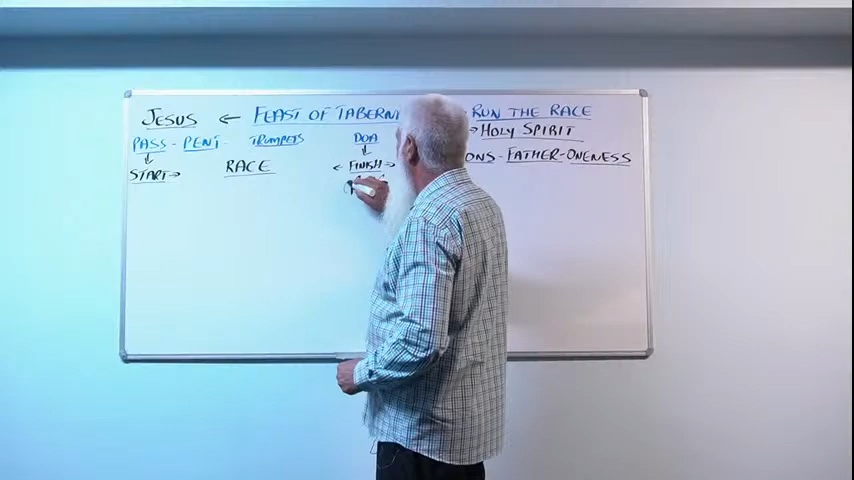 JESUS ← FEAST OF TABERN RUN THE RACE
PASS - PENT - TRUMPETS DOA → HOLY SPIRIT
START → RACE ← FINISH → ONS - FATHER - ONENESS